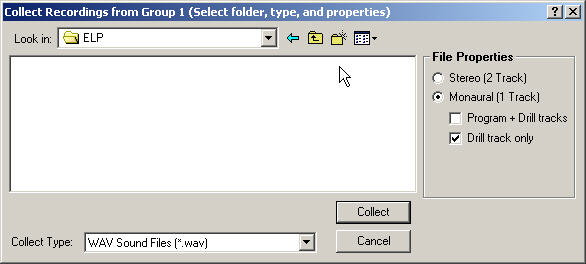 Collect Recordings from Group 1 (Select folder, type, and properties)
Look in: ELP
File Properties
Stereo (2 Track)
Monaural (1 Track)
Program + Drill tracks
Drill track only
Collect
Collect Type: WAV Sound Files (*.wav)
Cancel